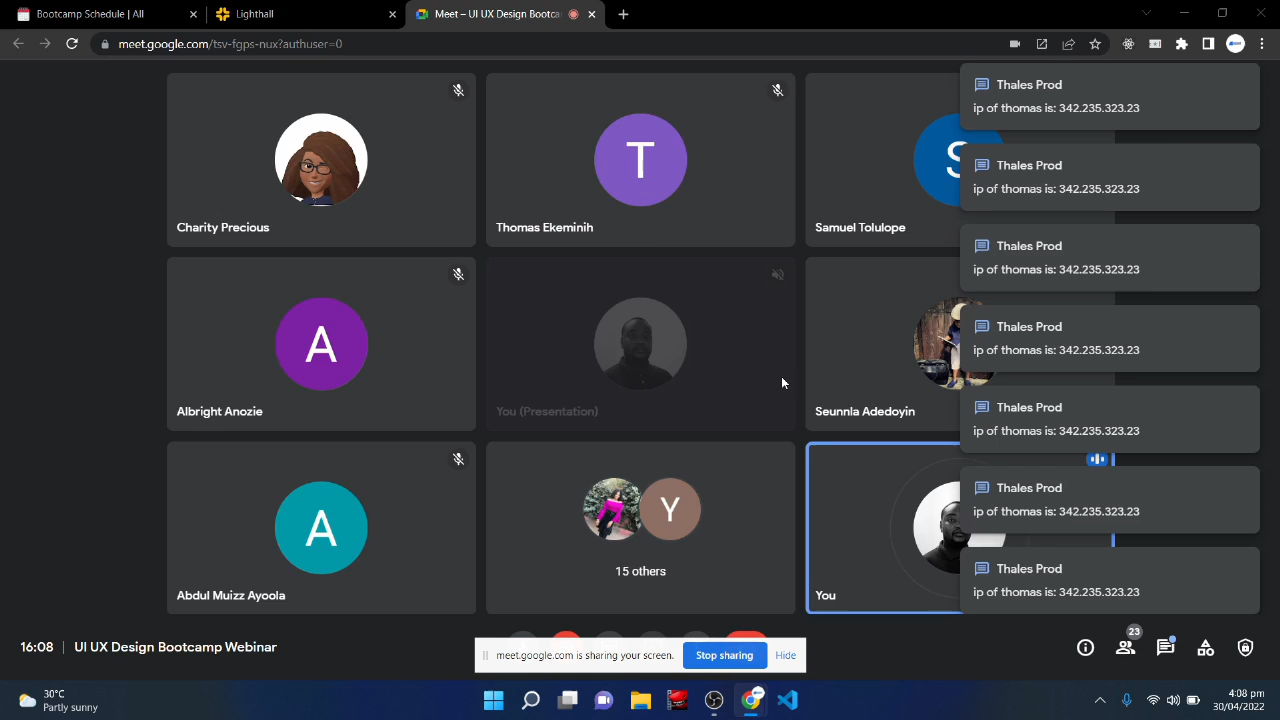 Bootcamp Schedule | All
Lighthall
Meet – UI UX Design Bootca
meet.google.com/tsv-fgps-nux?authuser=0
Charity Precious
T
Thomas Ekeminih
S
Samuel Tolulope
A
Albright Anozie
You (Presentation)
Seunnla Adedoyin
A
Abdul Muizz Ayoola
Y
15 others
You
Thales Prod
ip of thomas is: 342.235.323.23
Thales Prod
ip of thomas is: 342.235.323.23
Thales Prod
ip of thomas is: 342.235.323.23
Thales Prod
ip of thomas is: 342.235.323.23
Thales Prod
ip of thomas is: 342.235.323.23
Thales Prod
ip of thomas is: 342.235.323.23
Thales Prod
ip of thomas is: 342.235.323.23
16:08 | UI UX Design Bootcamp Webinar
meet.google.com is sharing your screen.
Stop sharing
Hide
23
30°C
Partly sunny
4:08 pm
30/04/2022